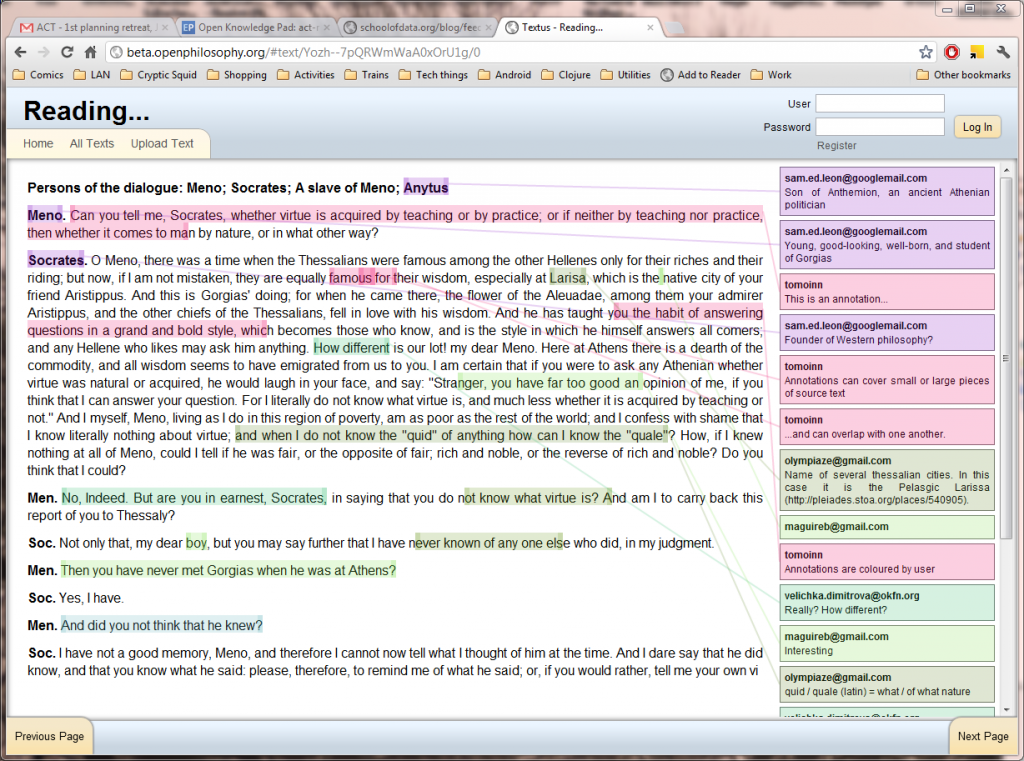 ACT - 1st planning retreat,
Open Knowledge Pad: act-
schoolofdata.org/blog/feed
Textus - Reading...
beta.openphilosophy.org/#text/Yozh--7pQRWmWaA0xOrU1g/0
Comics LAN Cryptic Squid Shopping Activities Trains Tech things Android Clojure Utilities Add to Reader Work Other bookmarks
Reading...
User
Password
Log In
Register
Home All Texts Upload Text
Persons of the dialogue: Meno; Socrates; A slave of Meno; Anytus
Meno. Can you tell me, Socrates, whether virtue is acquired by teaching or by practice; or if neither by teaching nor practice,
then whether it comes to man by nature, or in what other way?
Socrates. O Meno, there was a time when the Thessalians were famous among the other Hellenes only for their riches and their
riding; but now, if I am not mistaken, they are equally famous for their wisdom, especially at Larisa, which is the native city of your
friend Aristippus. And this is Gorgias' doing; for when he came there, the flower of the Aleuadae, among them your admirer
Aristippus, and the other chiefs of the Thessalians, fell in love with his wisdom. And he has taught you the habit of answering
questions in a grand and bold style, which becomes those who know, and is the style in which he himself answers all comers;
and any Hellene who likes may ask him anything. How different is our lot! my dear Meno. Here at Athens there is a dearth of the
commodity, and all wisdom seems to have emigrated from us to you. I am certain that if you were to ask any Athenian whether
virtue was natural or acquired, he would laugh in your face, and say: "Stranger, you have far too good an opinion of me, if you
think that I can answer your question. For I literally do not know what virtue is, and much less whether it is acquired by teaching or
not." And I myself, Meno, living as I do in this region of poverty, am as poor as the rest of the world; and I confess with shame that
I know literally nothing about virtue; and when I do not know the "quid" of anything how can I know the "quale"? How, if I knew
nothing at all of Meno, could I tell if he was fair, or the opposite of fair; rich and noble, or the reverse of rich and noble? Do you
think that I could?
Men. No, Indeed. But are you in earnest, Socrates, in saying that you do not know what virtue is? And am I to carry back this
report of you to Thessaly?
Soc. Not only that, my dear boy, but you may say further that I have never known of any one else who did, in my judgment.
Men. Then you have never met Gorgias when he was at Athens?
Soc. Yes, I have.
Men. And did you not think that he knew?
Soc. I have not a good memory, Meno, and therefore I cannot now tell what I thought of him at the time. And I dare say that he did
know, and that you know what he said: please, therefore, to remind me of what he said; or, if you would rather, tell me your own vi
sam.ed.leon@googlemail.com
Son of Anthemion, an ancient Athenian
politician
sam.ed.leon@googlemail.com
Young, good-looking, well-born, and student
of Gorgias
tomoinn
This is an annotation...
sam.ed.leon@googlemail.com
Founder of Western philosophy?
tomoinn
Annotations can cover small or large pieces
of source text
tomoinn
...and can overlap with one another.
olympiaze@gmail.com
Name of several thessalian cities. In this
case it is the Pelasgic Larissa
(http://pleiades.stoa.org/places/540905).
maguireb@gmail.com
tomoinn
Annotations are coloured by user
velichka.dimitrova@okfn.org
Really? How different?
maguireb@gmail.com
Interesting
olympiaze@gmail.com
quid / quale (latin) = what / of what nature
velichka.dimitrova@okfn.org
Previous Page
Next Page